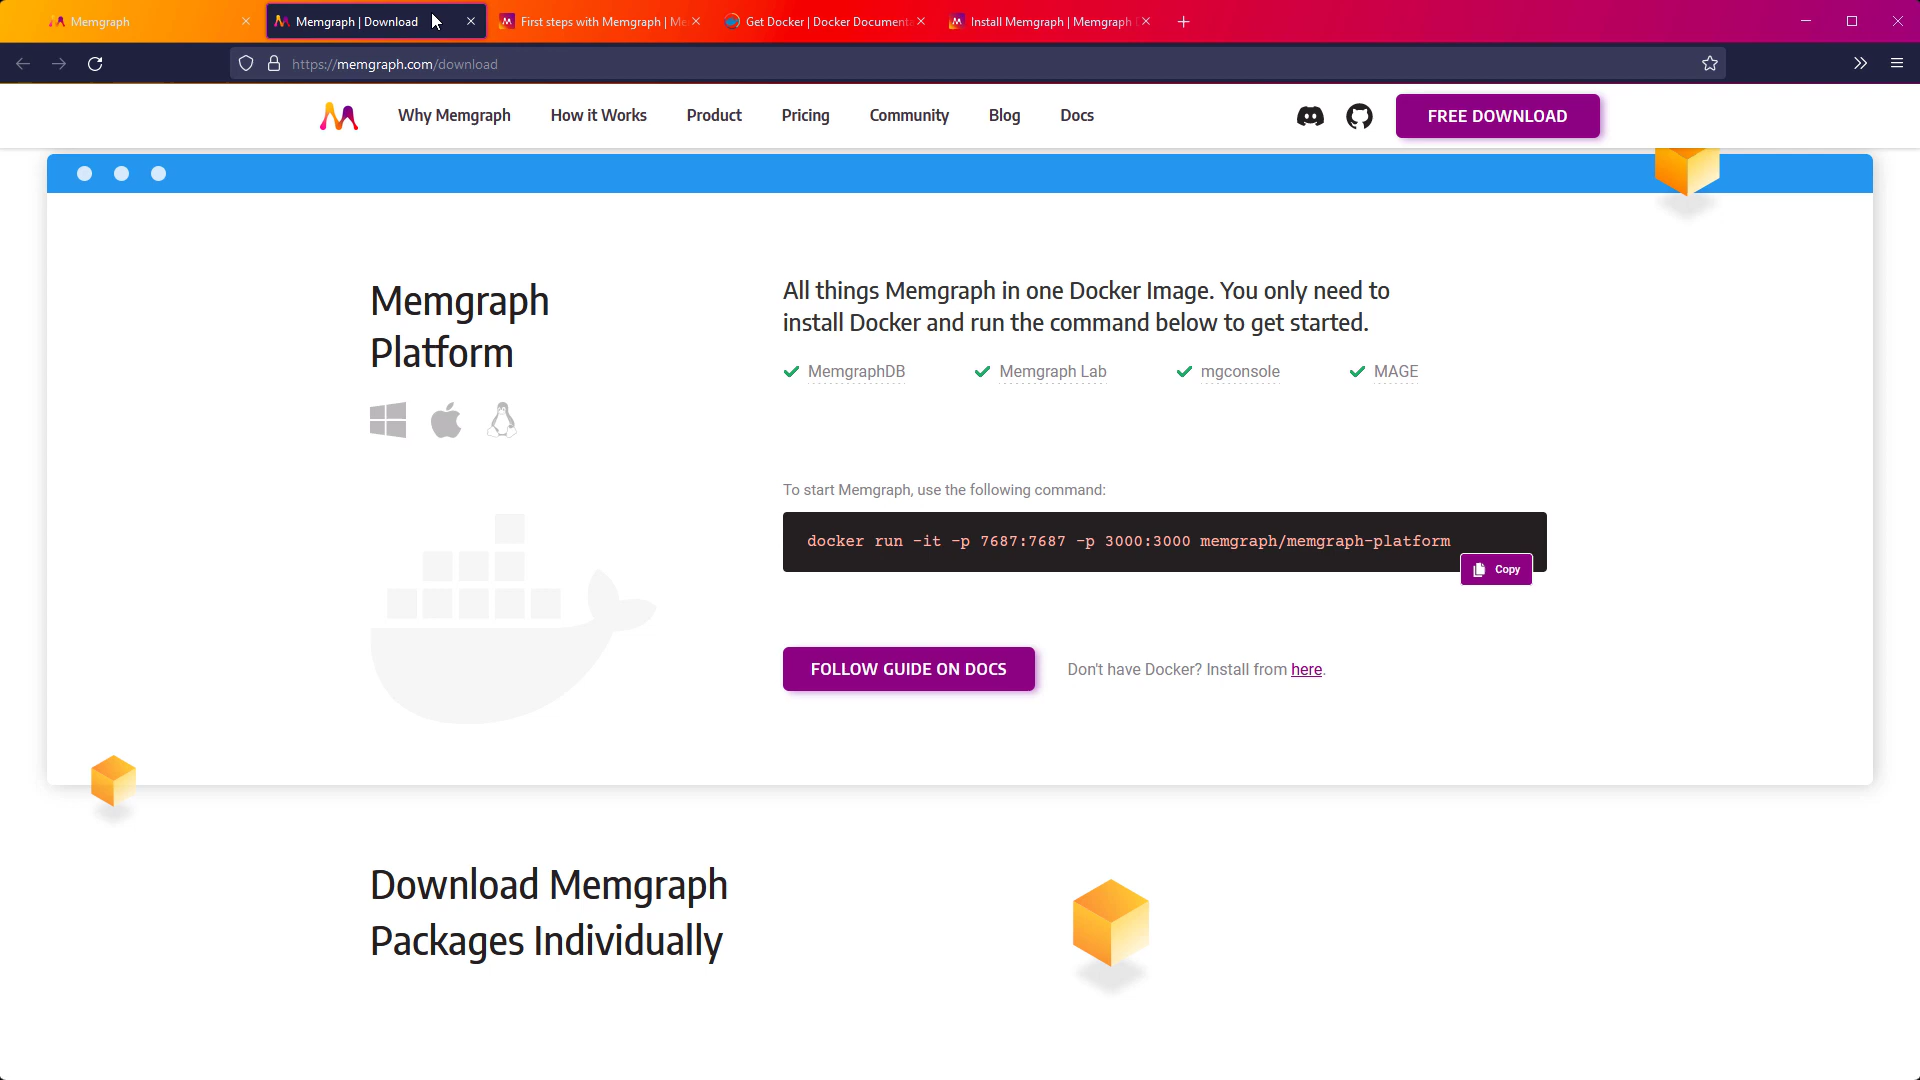 Memgraph
Memgraph | Download
First steps with Memgraph | Me
Get Docker | Docker Documenta
Install Memgraph | Memgraph
https://memgraph.com/download
Why Memgraph
How it Works
Product
Pricing
Community
Blog
Docs
FREE DOWNLOAD
Memgraph
Platform
All things Memgraph in one Docker Image. You only need to
install Docker and run the command below to get started.
MemgraphDB
Memgraph Lab
mgconsole
MAGE
To start Memgraph, use the following command:
docker run -it -p 7687:7687 -p 3000:3000 memgraph/memgraph-platform
Copy
FOLLOW GUIDE ON DOCS
Don't have Docker? Install from here.
Download Memgraph
Packages Individually